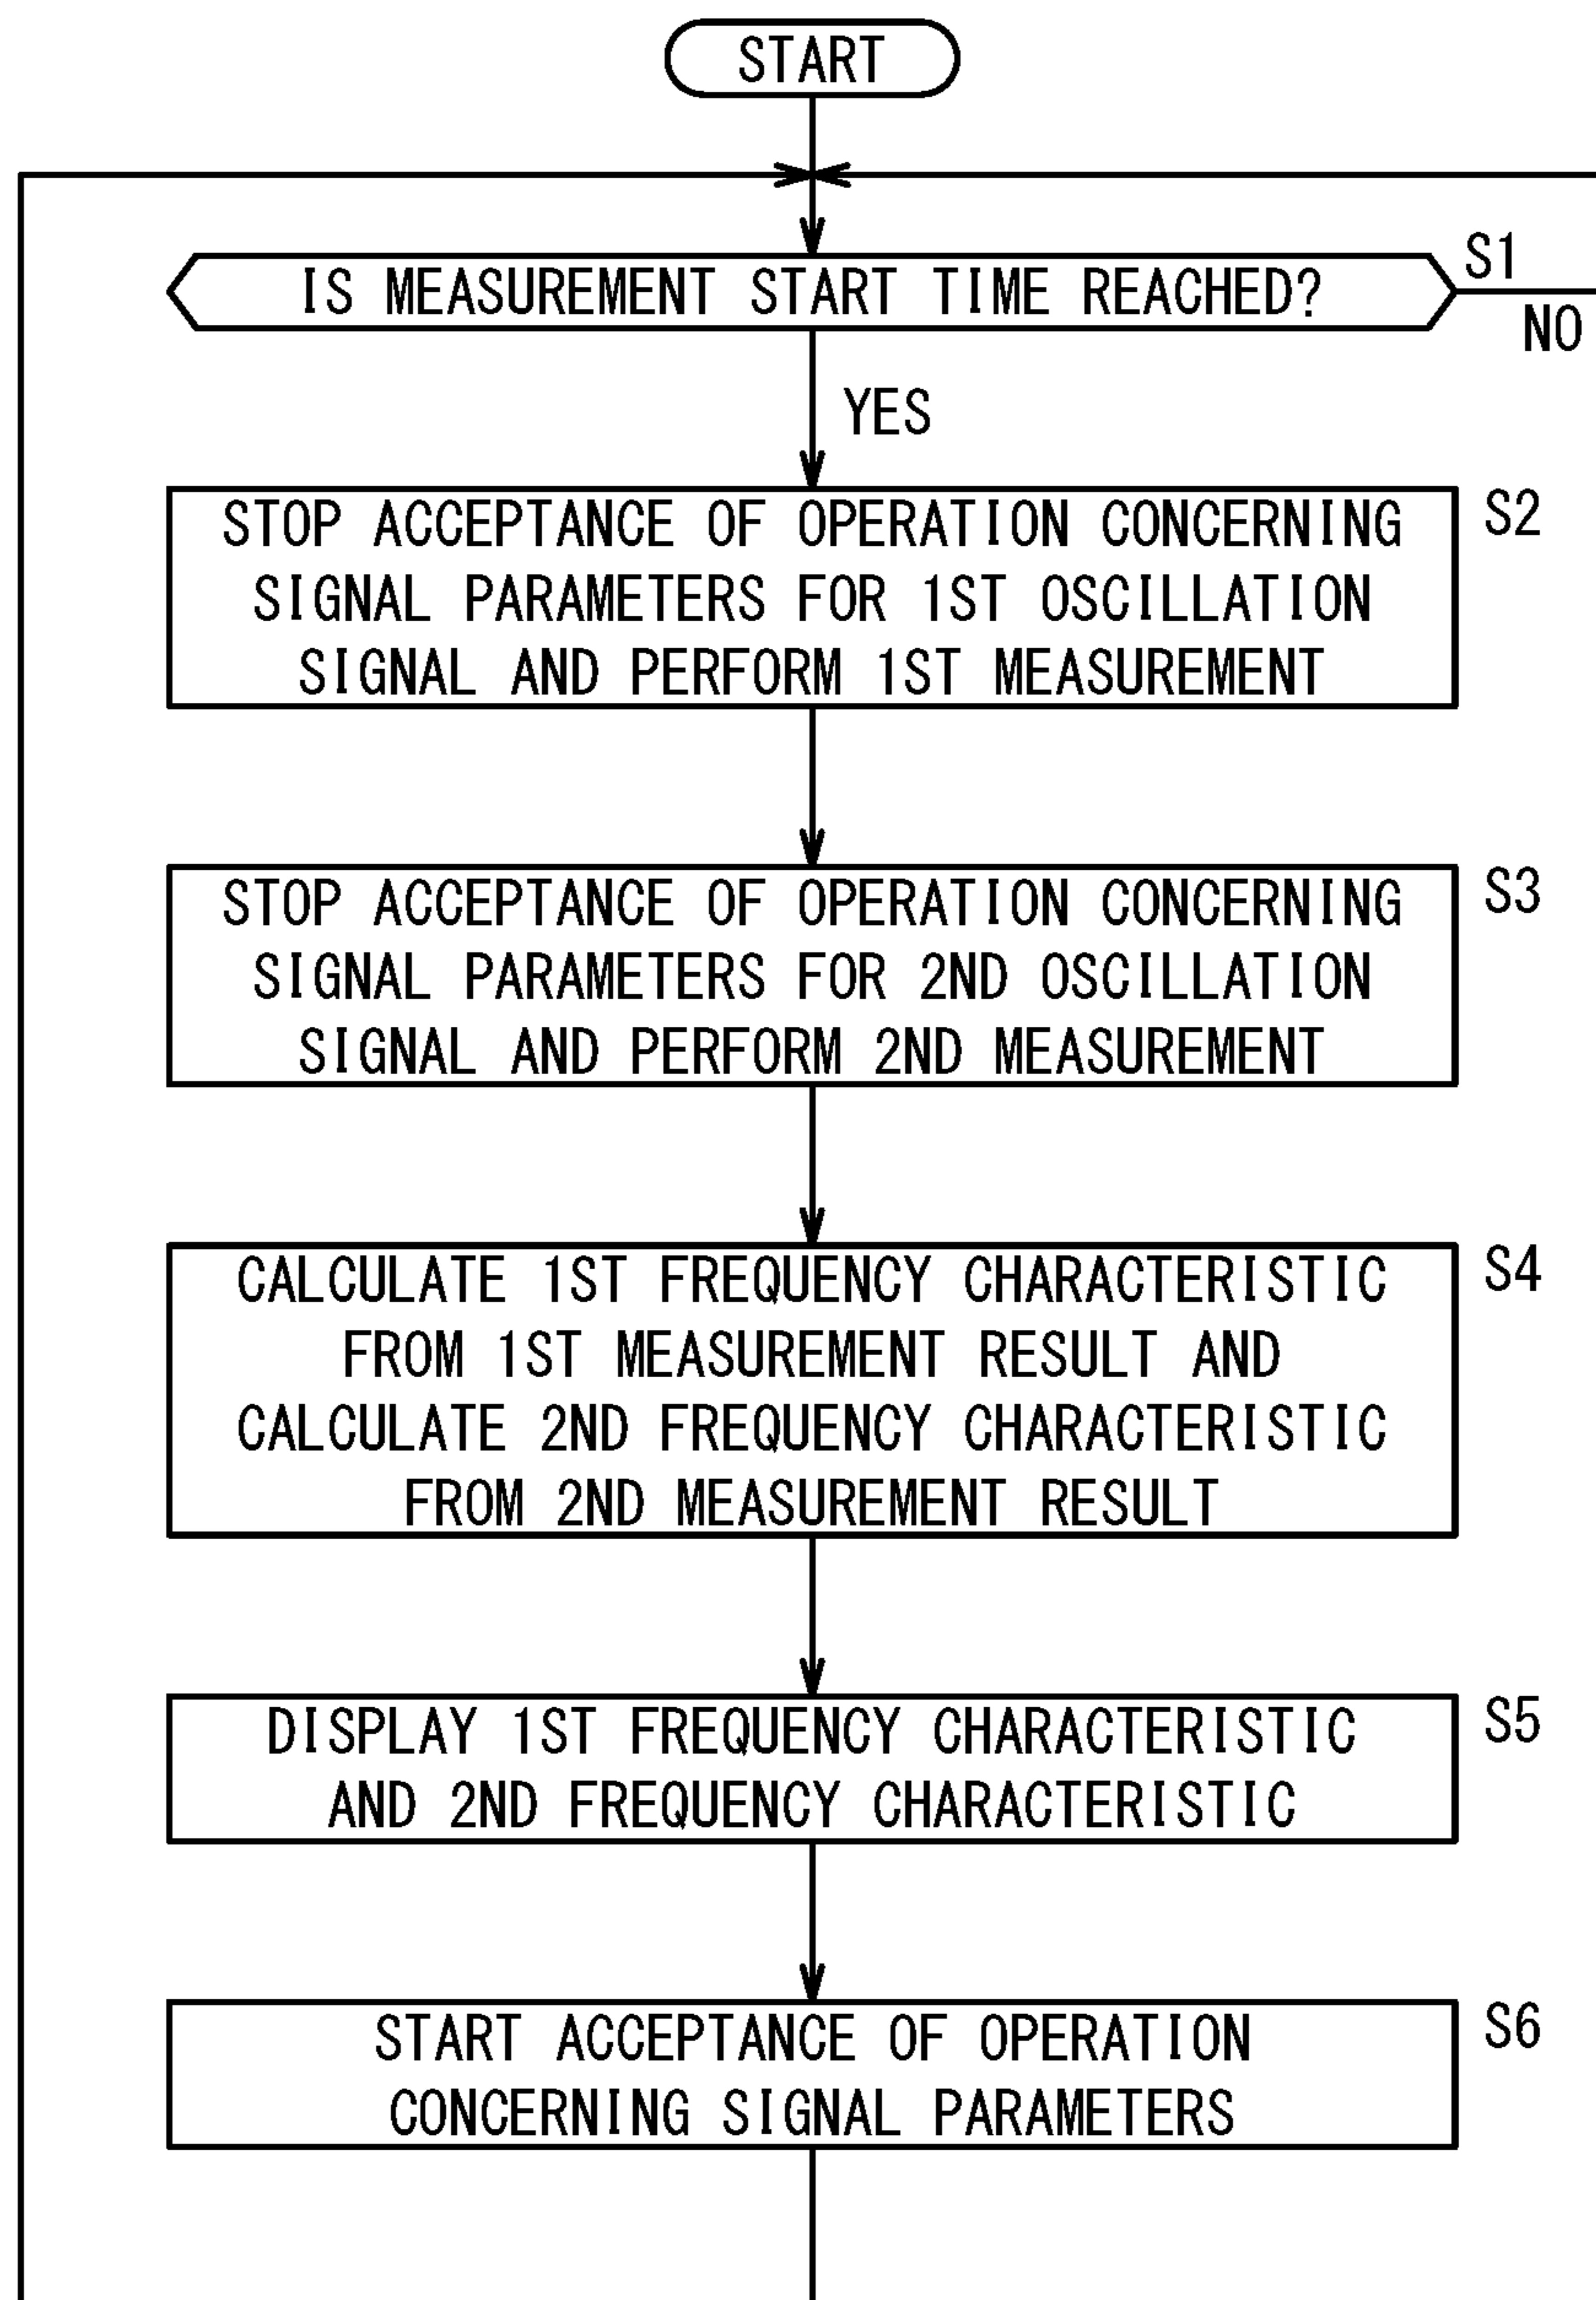 START
IS MEASUREMENT START TIME REACHED?
S1
NO
YES
STOP ACCEPTANCE OF OPERATION CONCERNING
SIGNAL PARAMETERS FOR 1ST OSCILLATION
SIGNAL AND PERFORM 1ST MEASUREMENT
S2
STOP ACCEPTANCE OF OPERATION CONCERNING
SIGNAL PARAMETERS FOR 2ND OSCILLATION
SIGNAL AND PERFORM 2ND MEASUREMENT
S3
CALCULATE 1ST FREQUENCY CHARACTERISTIC
FROM 1ST MEASUREMENT RESULT AND
CALCULATE 2ND FREQUENCY CHARACTERISTIC
FROM 2ND MEASUREMENT RESULT
S4
DISPLAY 1ST FREQUENCY CHARACTERISTIC
AND 2ND FREQUENCY CHARACTERISTIC
S5
START ACCEPTANCE OF OPERATION
CONCERNING SIGNAL PARAMETERS
S6